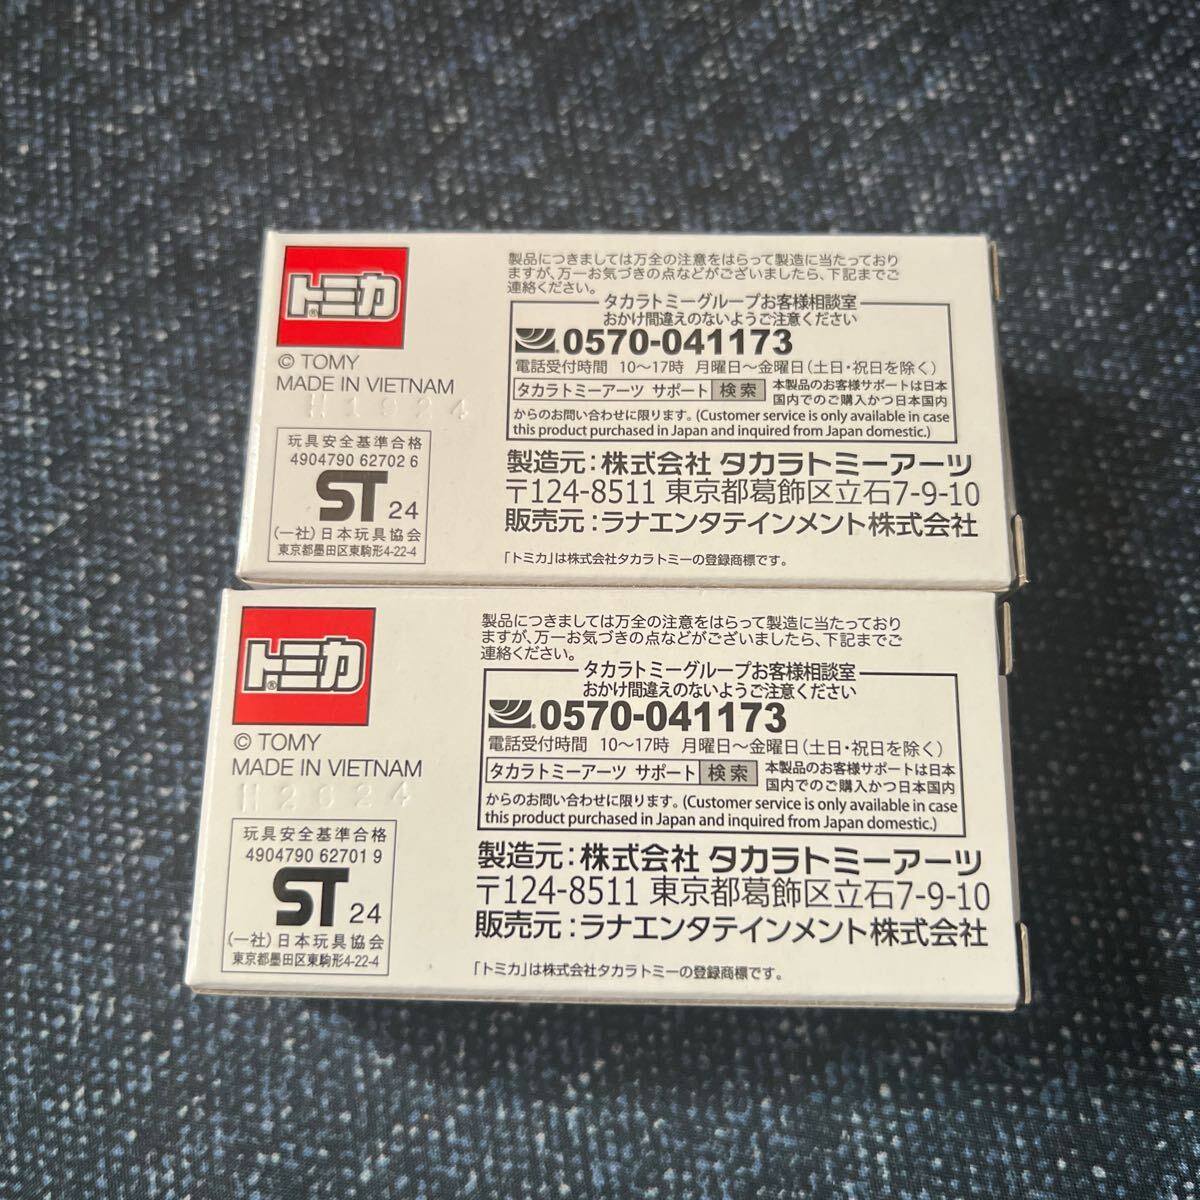 トミカ®
© TOMY
MADE IN VIETNAM
H1924
玩具安全基準合格
4904790 62702 6
ST 24
(一社)日本玩具協会
東京都墨田区東駒形4-22-4
製品につきましては万全の注意をはらって製造に当たっており
ますが、万一お気づきの点などがございましたら、下記までご
連絡ください。
タカラトミーグループお客様相談室
おかけ間違えのないようご注意ください
0570-041173
電話受付時間 10～17時 月曜日～金曜日(土日・祝日を除く)
タカラトミーアーツ サポート 検索 本製品のお客様サポートは日本
国内でのご購入かつ日本国内
からのお問い合わせに限ります。(Customer service is only available in case
this product purchased in Japan and inquired from Japan domestic.)
製造元：株式会社 タカラトミーアーツ
〒124-8511 東京都葛飾区立石7-9-10
販売元：ラナエンタテインメント株式会社
「トミカ」は株式会社タカラトミーの登録商標です。
トミカ®
© TOMY
MADE IN VIETNAM
H2624
玩具安全基準合格
4904790 62701 9
ST 24
(一社)日本玩具協会
東京都墨田区東駒形4-22-4
製品につきましては万全の注意をはらって製造に当たっており
ますが、万一お気づきの点などがございましたら、下記までご
連絡ください。
タカラトミーグループお客様相談室
おかけ間違えのないようご注意ください
0570-041173
電話受付時間 10～17時 月曜日～金曜日(土日・祝日を除く)
タカラトミーアーツ サポート 検索 本製品のお客様サポートは日本
国内でのご購入かつ日本国内
からのお問い合わせに限ります。(Customer service is only available in case
this product purchased in Japan and inquired from Japan domestic.)
製造元：株式会社 タカラトミーアーツ
〒124-8511 東京都葛飾区立石7-9-10
販売元：ラナエンタテインメント株式会社
「トミカ」は株式会社タカラトミーの登録商標です。